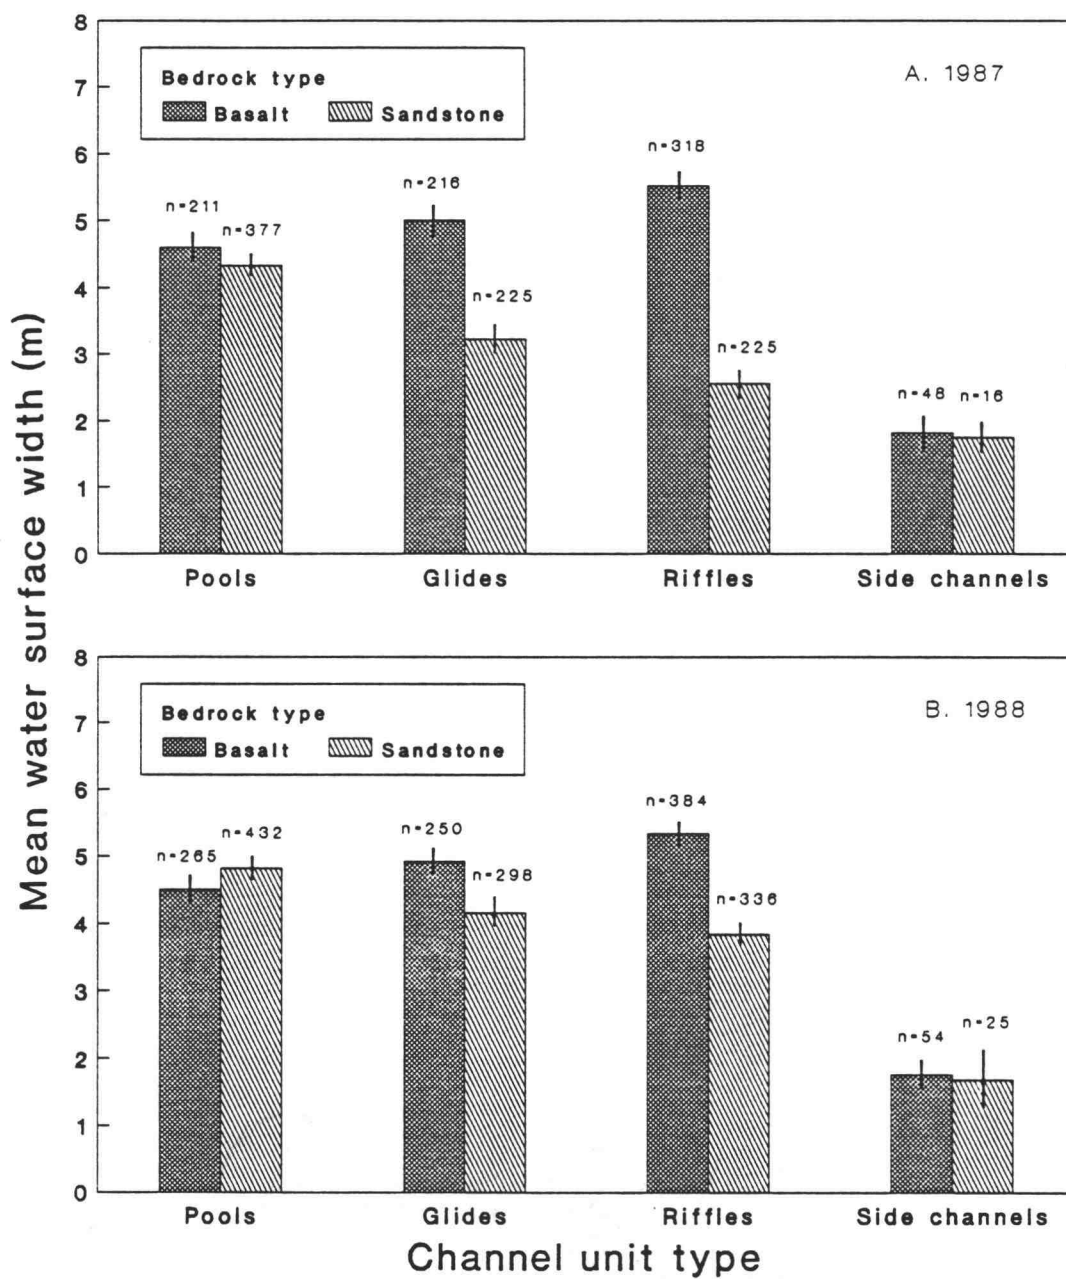 Mean water surface width (m)
8
7
6
5
4
3
2
1
0
Bedrock type
Basalt Sandstone
A. 1987
n=211
n=377
n=216
n=225
n=318
n=225
n=48
n=16
Pools Glides Riffles Side channels
8
7
6
5
4
3
2
1
0
Bedrock type
Basalt Sandstone
B. 1988
n=265
n=432
n=250
n=298
n=384
n=336
n=54
n=25
Pools Glides Riffles Side channels
Channel unit type